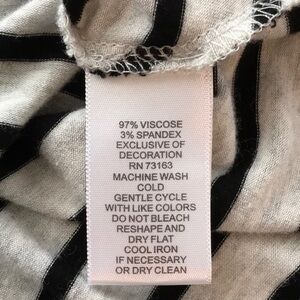 97% VISCOSE
3% SPANDEX
EXCLUSIVE OF
DECORATION
RN 73163
MACHINE WASH
COLD
GENTLE CYCLE
WITH LIKE COLORS
DO NOT BLEACH
RESHAPE AND
DRY FLAT
COOL IRON
IF NECESSARY
OR DRY CLEAN